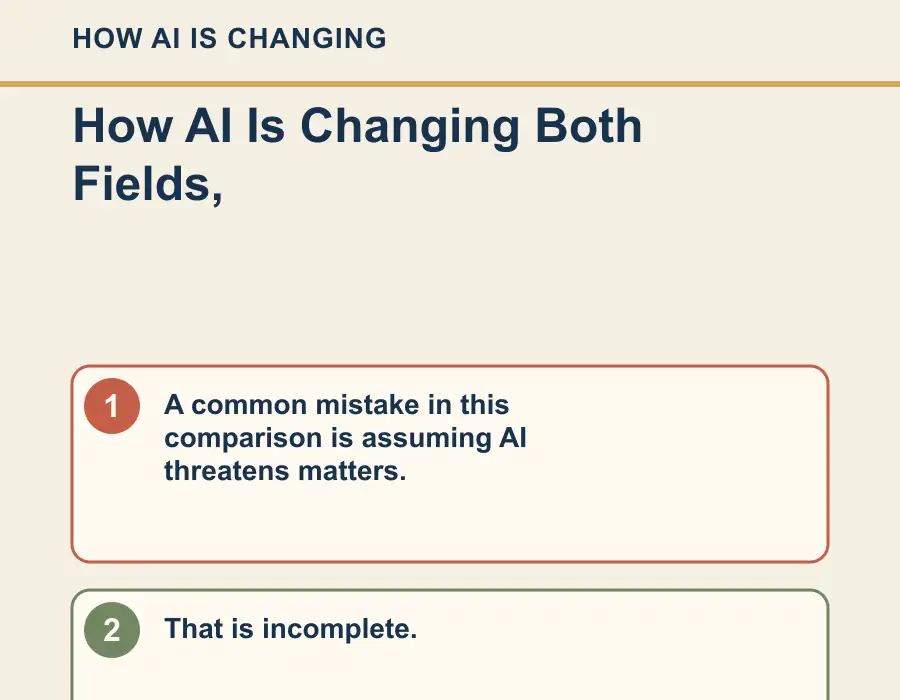 HOW AI IS CHANGING
How AI Is Changing Both
Fields,
1
A common mistake in this
comparison is assuming AI
threatens matters.
2
That is incomplete.